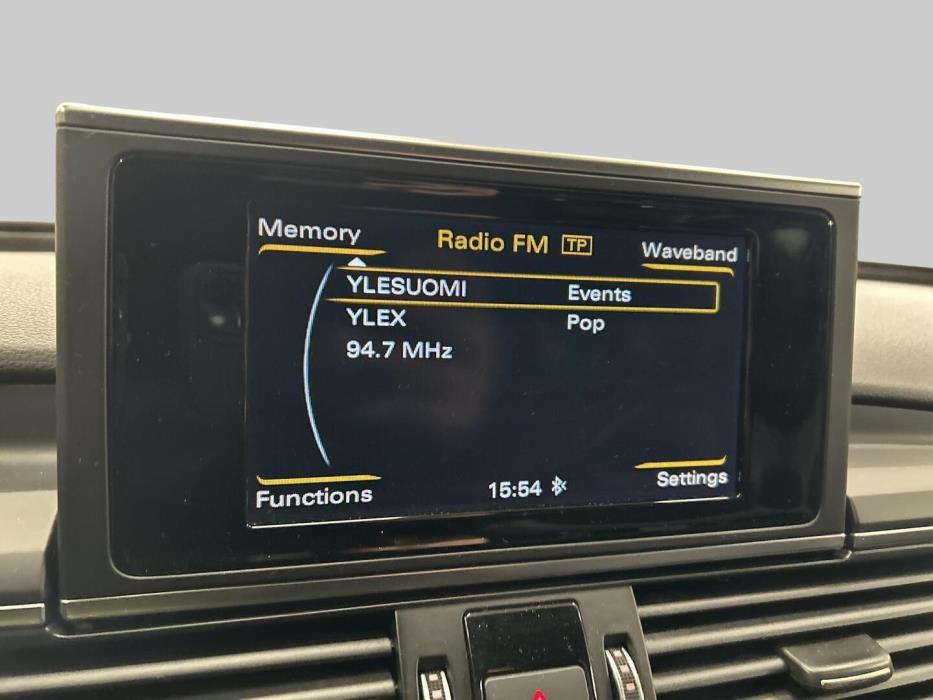 Memory
Radio FM TP
Waveband
YLESUOMI Events
YLEX Pop
94.7 MHz
Functions
15:54
Settings